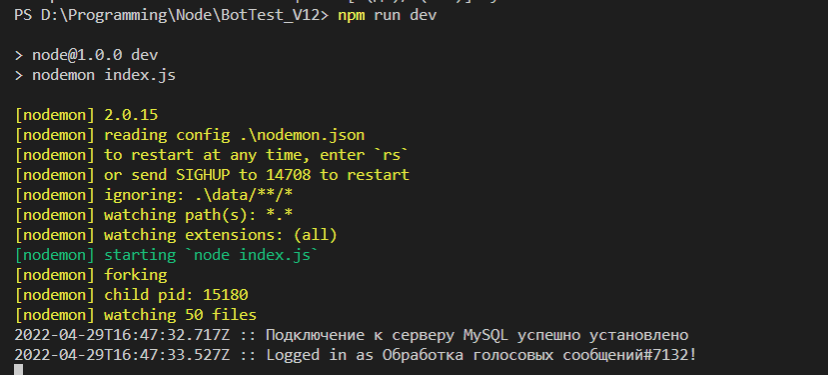 PS D:\Programming\Node\BotTest_V12> npm run dev
> node@1.0.0 dev
> nodemon index.js
[nodemon] 2.0.15
[nodemon] reading config .\nodemon.json
[nodemon] to restart at any time, enter `rs`
[nodemon] or send SIGHUP to 14708 to restart
[nodemon] ignoring: .\data/**/*
[nodemon] watching path(s): *.*
[nodemon] watching extensions: (all)
[nodemon] starting `node index.js`
[nodemon] forking
[nodemon] child pid: 15180
[nodemon] watching 50 files
2022-04-29T16:47:32.717Z :: Подключение к серверу MySQL успешно установлено
2022-04-29T16:47:33.527Z :: Logged in as Обработка голосовых сообщений#7132!